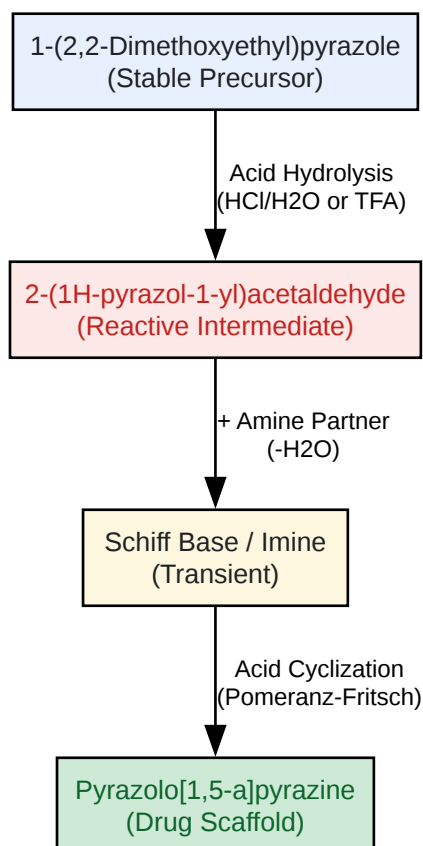 1-(2,2-Dimethoxyethyl)pyrazole
(Stable Precursor)
Acid Hydrolysis
(HCl/H2O or TFA)
2-(1H-pyrazol-1-yl)acetaldehyde
(Reactive Intermediate)
+ Amine Partner
(-H2O)
Schiff Base / Imine
(Transient)
Acid Cyclization
(Pomeranz-Fritsch)
Pyrazolo[1,5-a]pyrazine
(Drug Scaffold)